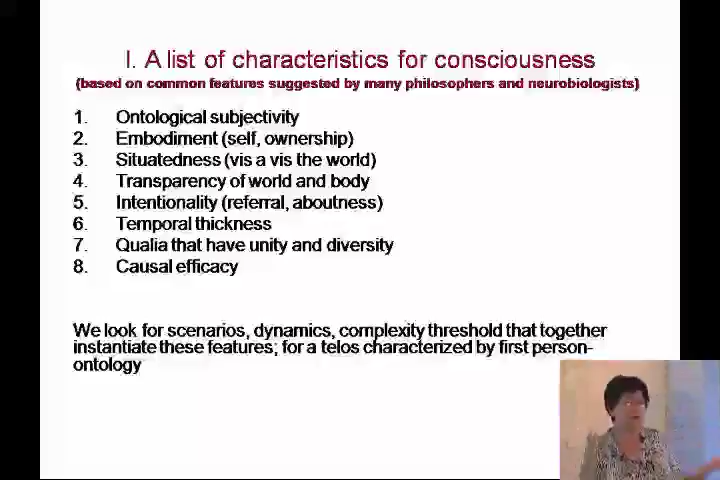 I. A list of characteristics for consciousness
(based on common features suggested by many philosophers and neurobiologists)
1. Ontological subjectivity
2. Embodiment (self, ownership)
3. Situatedness (vis a vis the world)
4. Transparency of world and body
5. Intentionality (referral, aboutness)
6. Temporal thickness
7. Qualia that have unity and diversity
8. Causal efficacy
We look for scenarios, dynamics, complexity threshold that together
instantiate these features; for a telos characterized by first person-
ontology